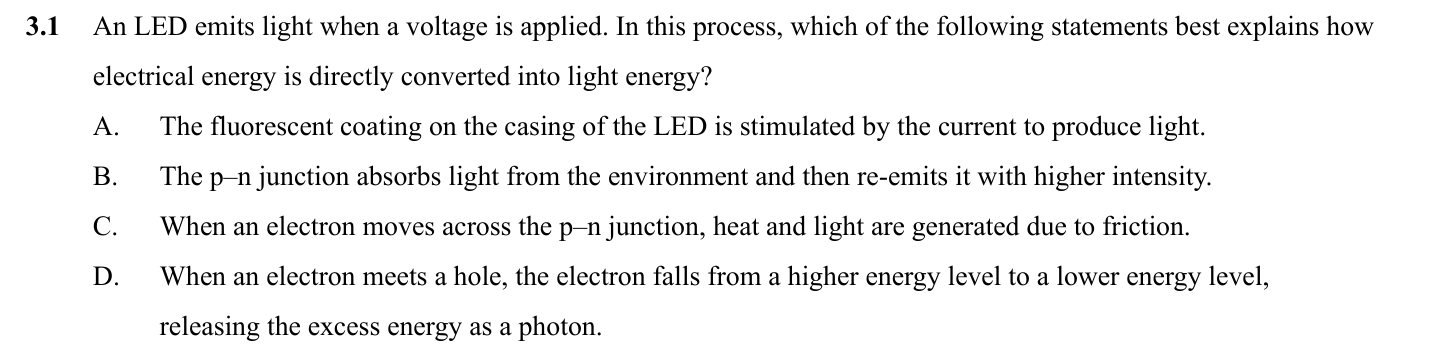 3.1 An LED emits light when a voltage is applied. In this process, which of the following statements best explains how
electrical energy is directly converted into light energy?
A. The fluorescent coating on the casing of the LED is stimulated by the current to produce light.
B. The p–n junction absorbs light from the environment and then re-emits it with higher intensity.
C. When an electron moves across the p–n junction, heat and light are generated due to friction.
D. When an electron meets a hole, the electron falls from a higher energy level to a lower energy level,
releasing the excess energy as a photon.